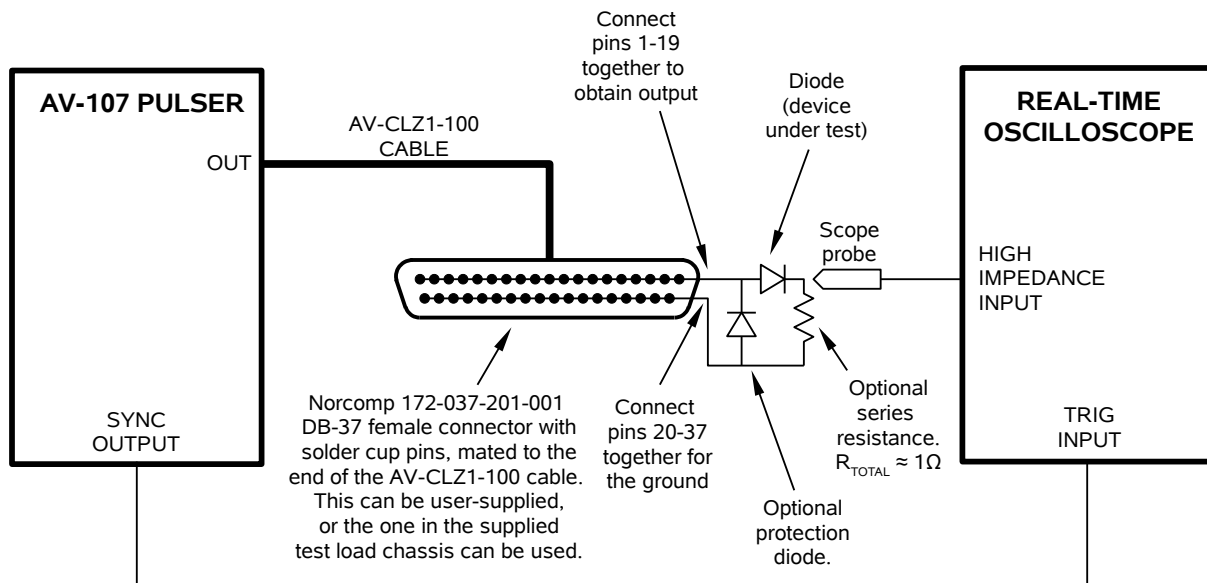 AV-107 PULSER
OUT
SYNC
OUTPUT
AV-CLZ1-100
CABLE
Connect
pins 1-19
together to
obtain output
Diode
(device
under test)
Scope
probe
REAL-TIME
OSCILLOSCOPE
HIGH
IMPEDANCE
INPUT
TRIG
INPUT
Norcomp 172-037-201-001
DB-37 female connector with
solder cup pins, mated to the
end of the AV-CLZ1-100 cable.
This can be user-supplied,
or the one in the supplied
test load chassis can be used.
Connect
pins 20-37
together for
the ground
Optional
protection
diode.
Optional
series
resistance.
R_TOTAL ≈ 1Ω